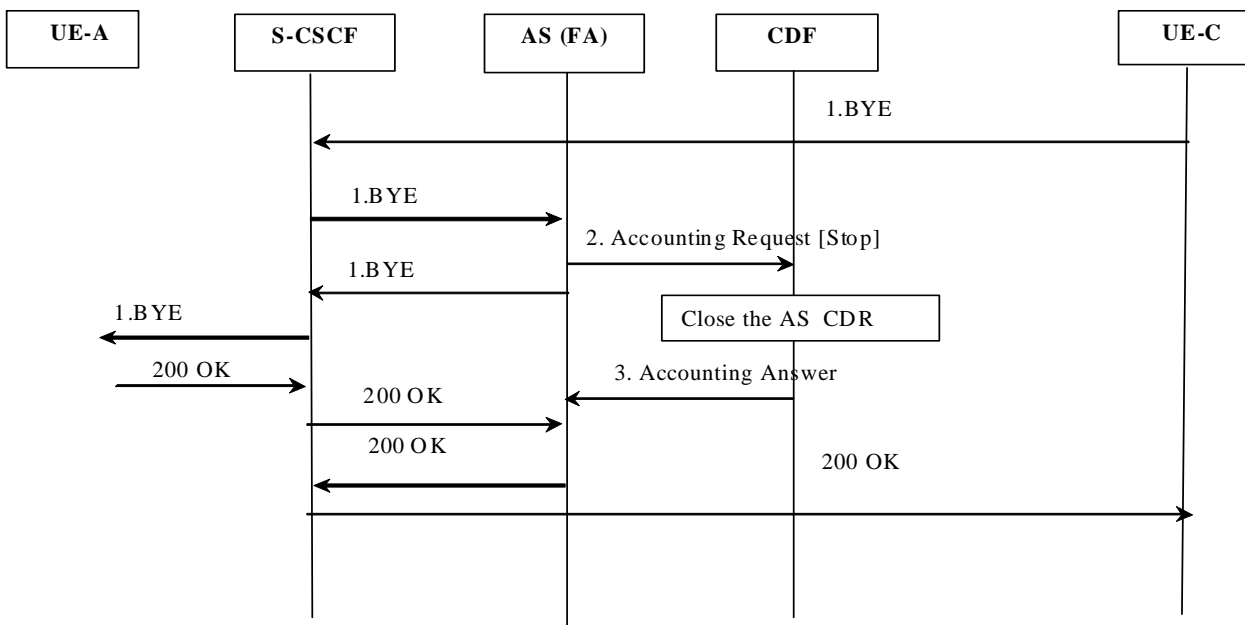 UE-A
S-CSCF
AS (FA)
CDF
UE-C
1.BYE
1.BYE
2. Accounting Request [Stop]
1.BYE
Close the AS CDR
1.BYE
200 OK
3. Accounting Answer
200 OK
200 OK
200 OK